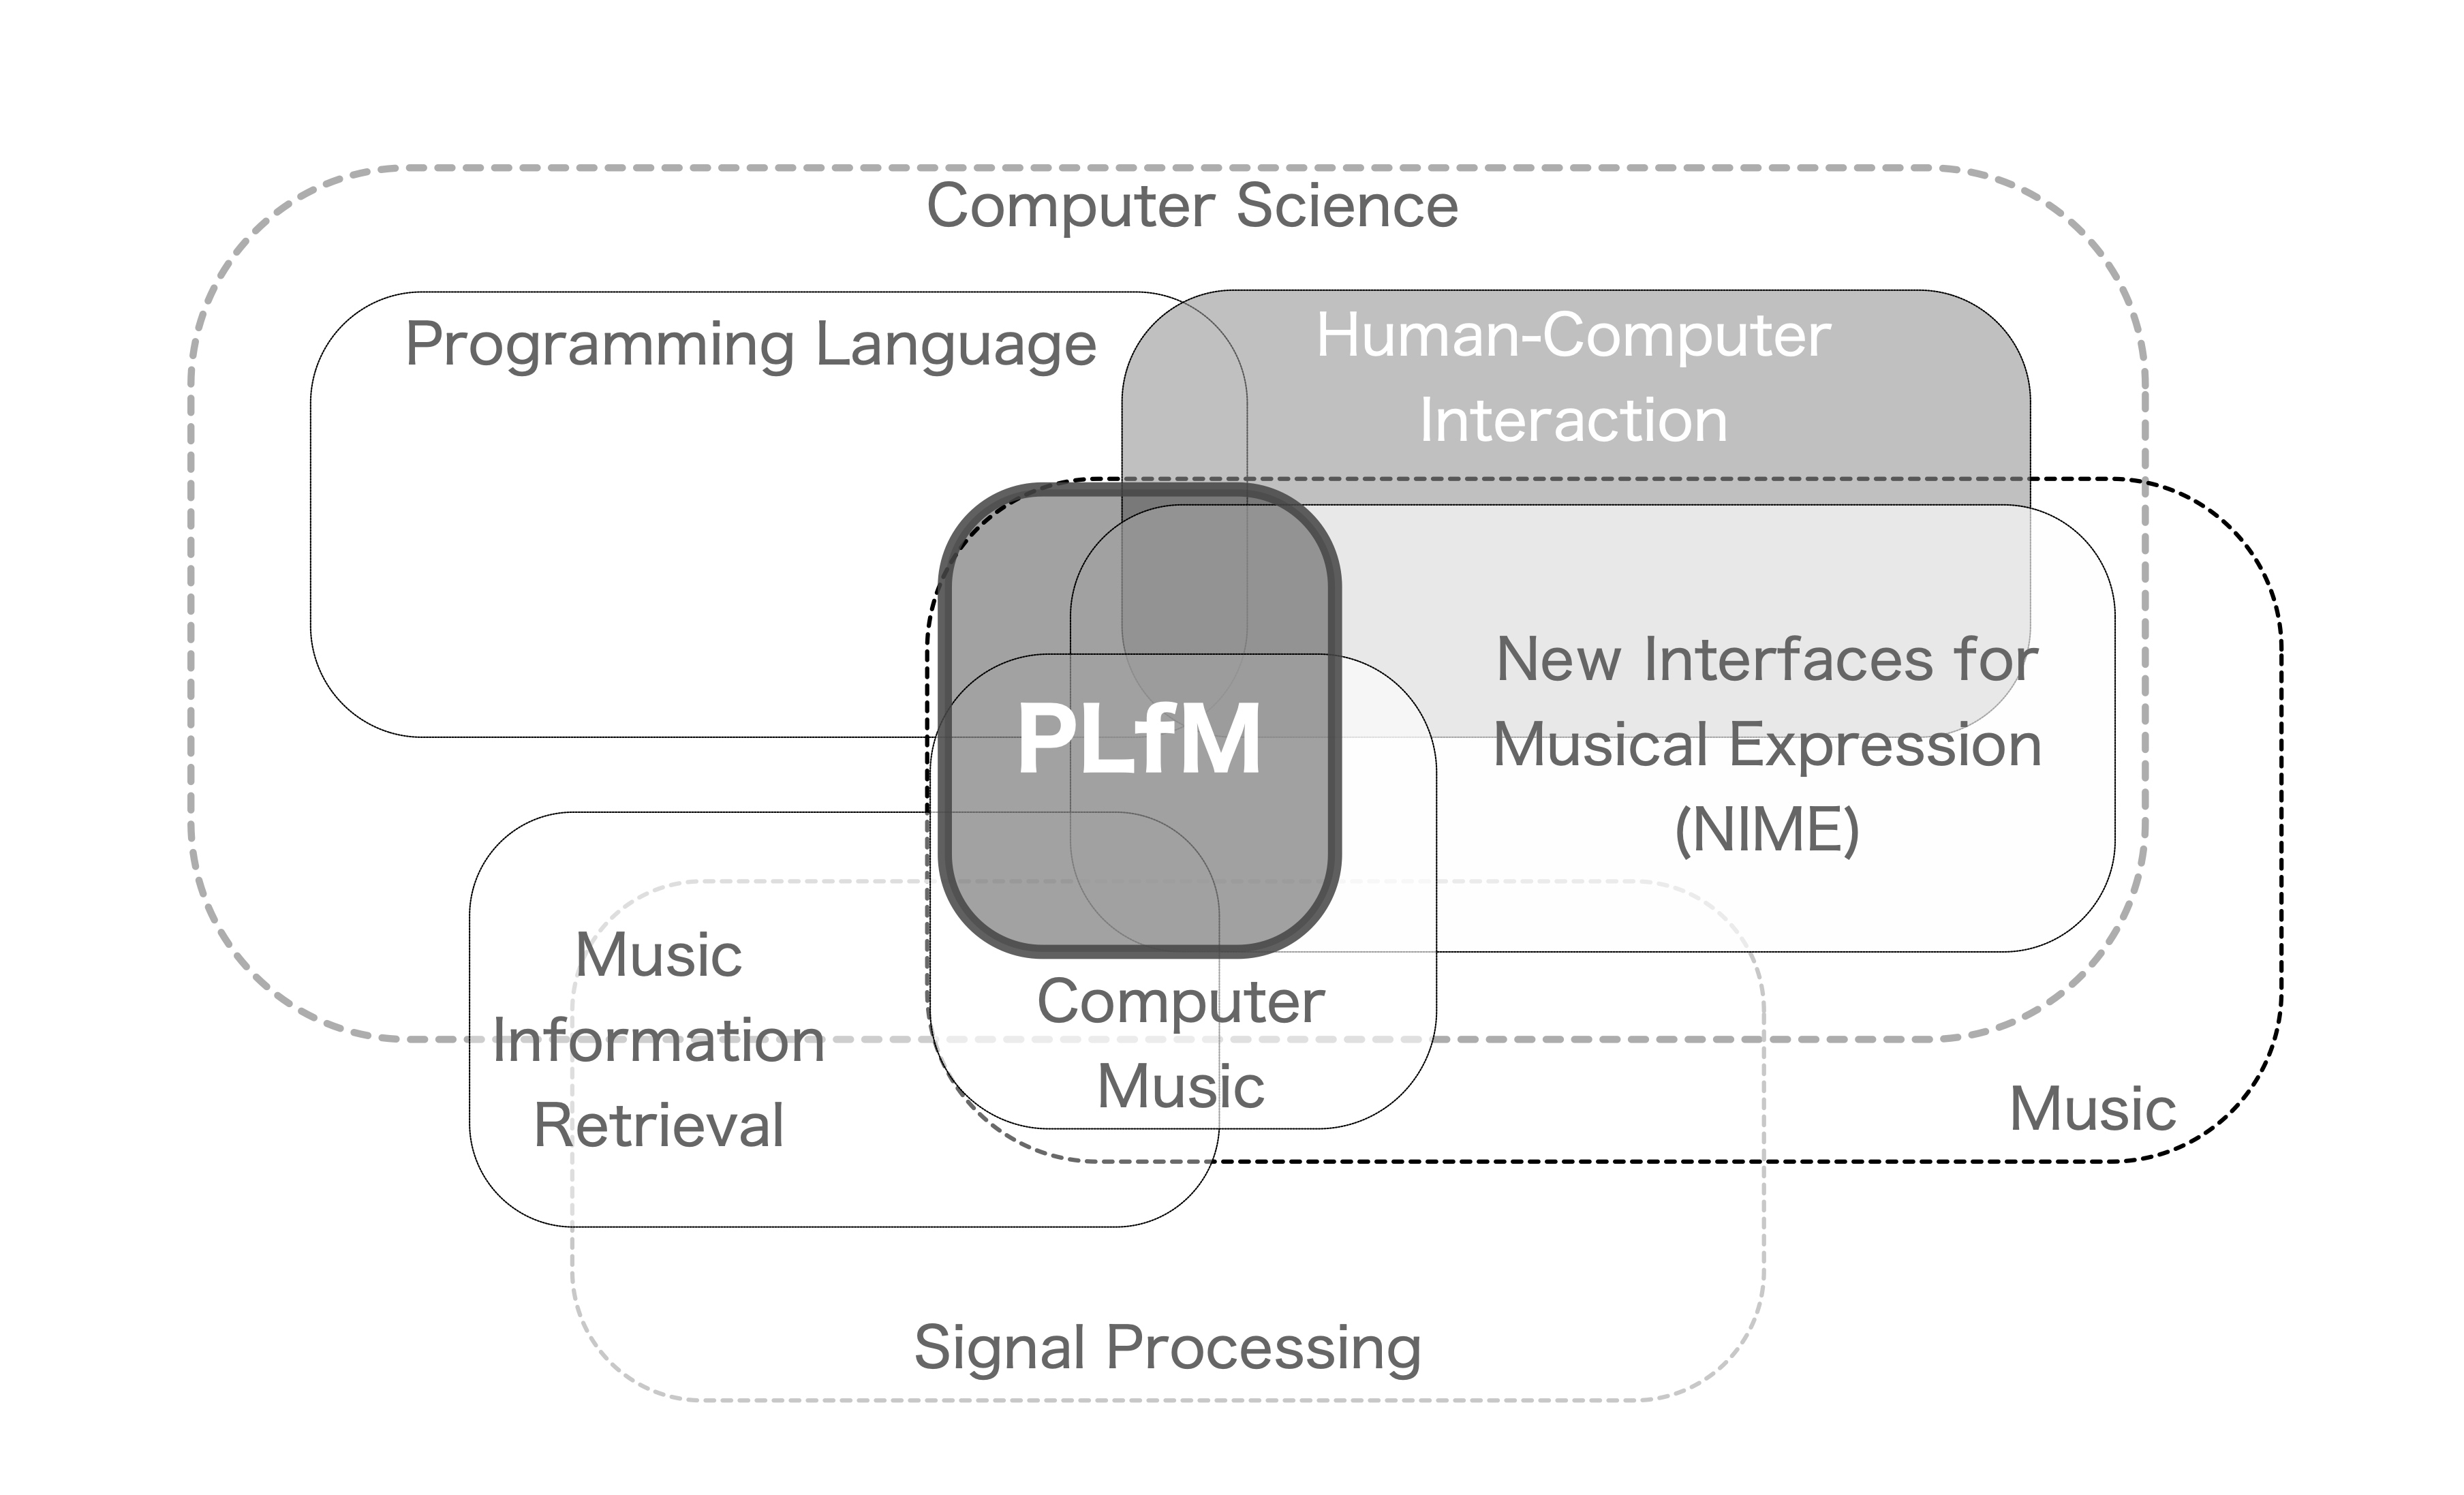 Computer Science
Programming Language
Human-Computer
Interaction
New Interfaces for
Musical Expression
(NIME)
PLfM
Music
Information
Retrieval
Computer
Music
Music
Signal Processing